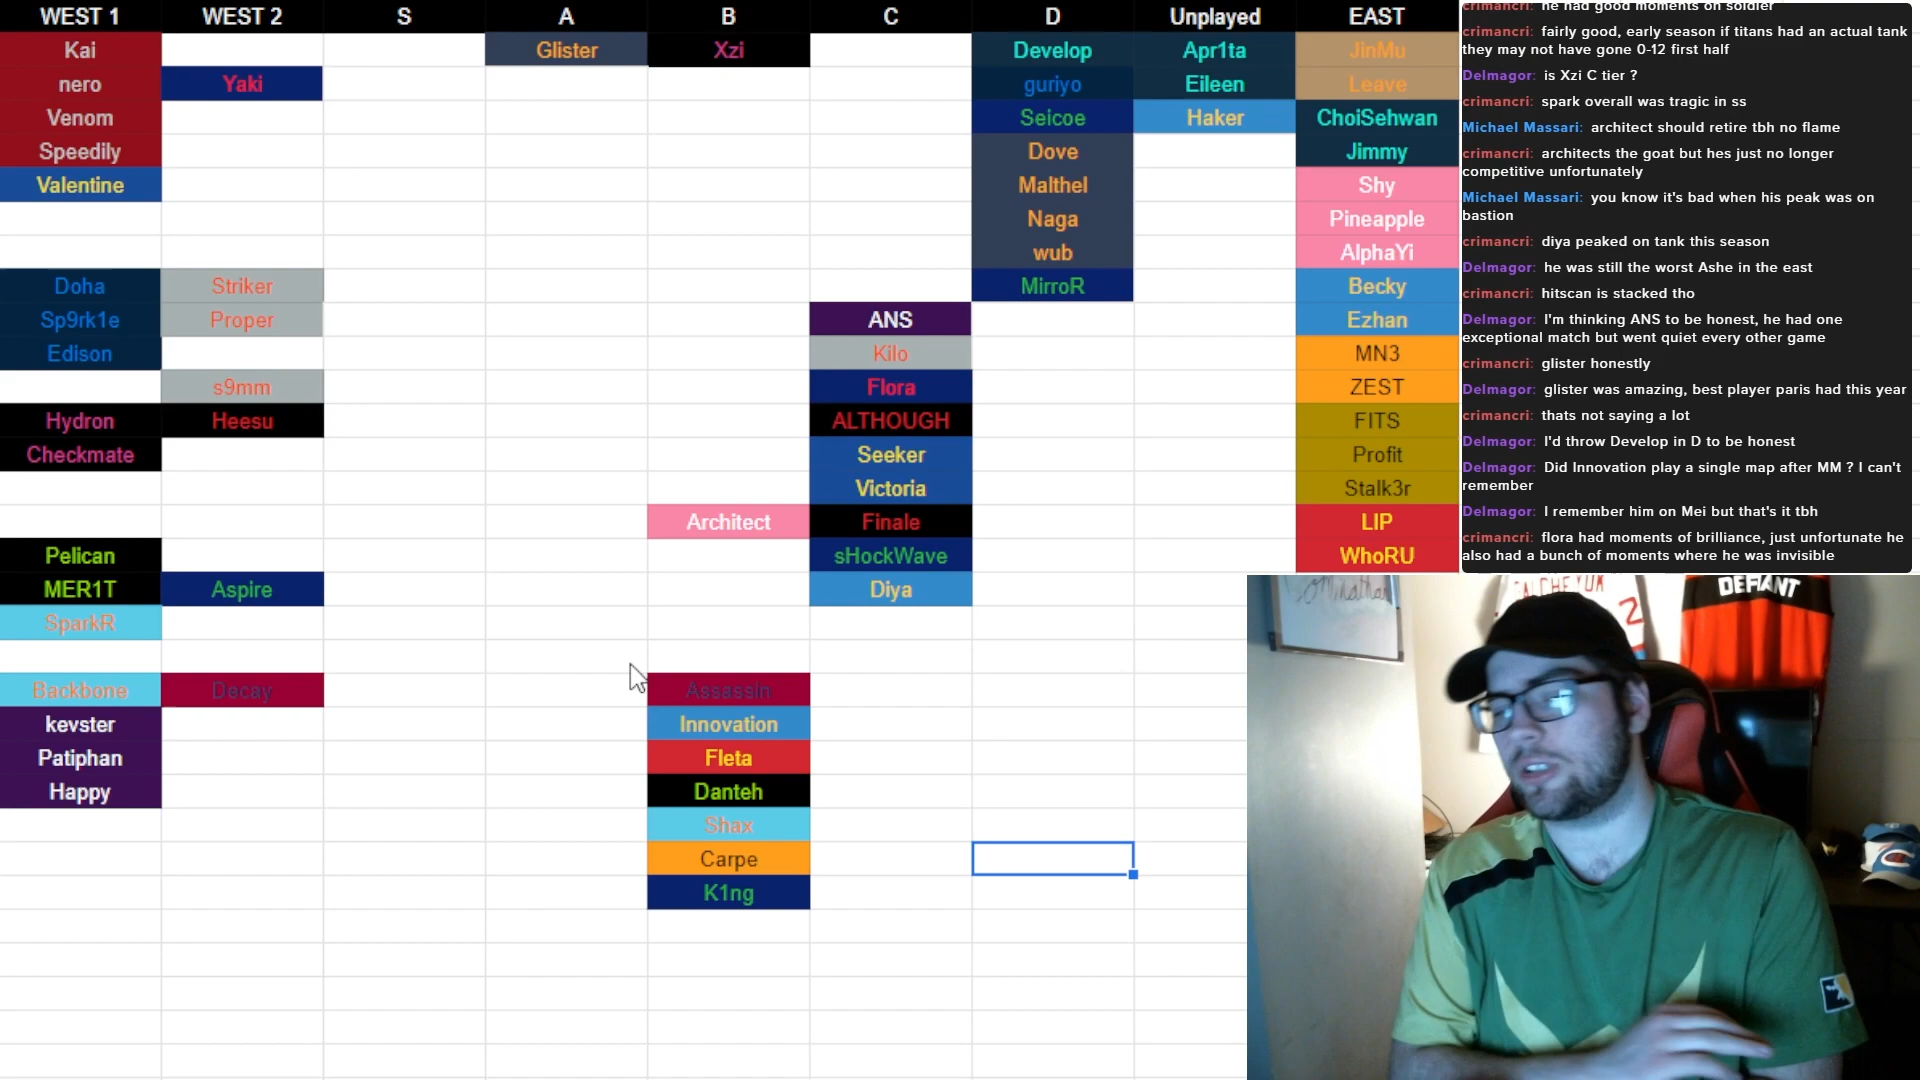 WEST 1 WEST 2 S A B C D Unplayed EAST
Kai Glister Xzi Develop Apr1ta JinMu
nero Yaki guriyo Eileen Leave
Venom Seicoe Haker ChoiSehwan
Speedily Dove Jimmy
Valentine Malthel Shy
Naga Pineapple
wub AlphaYi
Doha Striker MirroR Becky
Sp9rk1e Proper ANS Ezhan
Edison Kilo MN3
s9mm Flora ZEST
Hydron Heesu ALTHOUGH FITS
Checkmate Seeker Profit
Victoria Stalk3r
Architect Finale LIP
Pelican sHockWave WhoRU
MER1T Aspire Diya
SparkR
Backbone Decay Assassin
kevster Innovation
Patiphan Fleta
Happy Danteh
Shax
Carpe
K1ng
crimancri: he had good moments on soldier
crimancri: fairly good, early season if titans had an actual tank
they may not have gone 0-12 first half
Delmagor: is Xzi C tier ?
crimancri: spark overall was tragic in ss
Michael Massari: architect should retire tbh no flame
crimancri: architects the goat but hes just no longer
competitive unfortunately
Michael Massari: you know it's bad when his peak was on
bastion
crimancri: diya peaked on tank this season
Delmagor: he was still the worst Ashe in the east
crimancri: hitscan is stacked tho
Delmagor: I'm thinking ANS to be honest, he had one
exceptional match but went quiet every other game
crimancri: glister honestly
Delmagor: glister was amazing, best player paris had this year
crimancri: thats not saying a lot
Delmagor: I'd throw Develop in D to be honest
Delmagor: Did Innovation play a single map after MM ? I can't
remember
Delmagor: I remember him on Mei but that's it tbh
crimancri: flora had moments of brilliance, just unfortunate he
also had a bunch of moments where he was invisible
DEFIANT